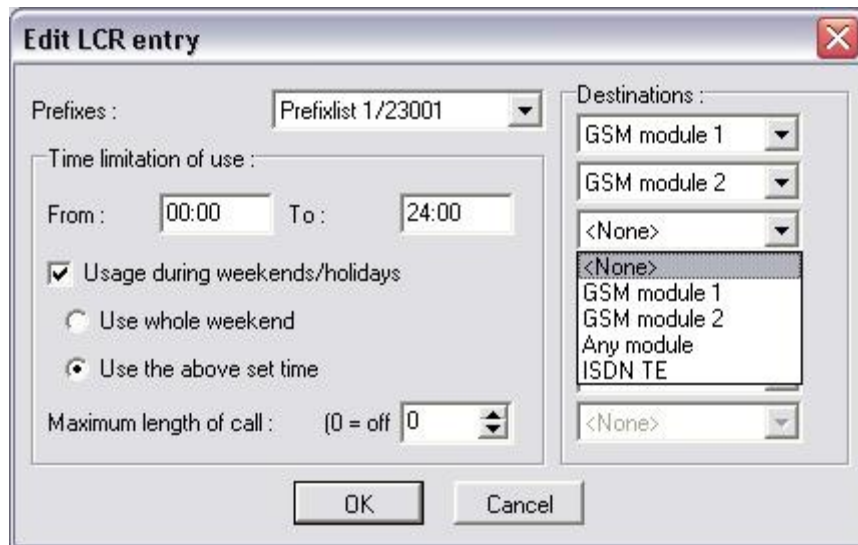 Edit LCR entry
Prefixes :
Prefixlist 1/23001
Time limitation of use :
From :
00:00
To :
24:00
Usage during weekends/holidays
Use whole weekend
Use the above set time
Maximum length of call :
(0 = off
0
Destinations :
GSM module 1
GSM module 2
<None>
<None>
GSM module 1
GSM module 2
Any module
ISDN TE
<None>
OK
Cancel